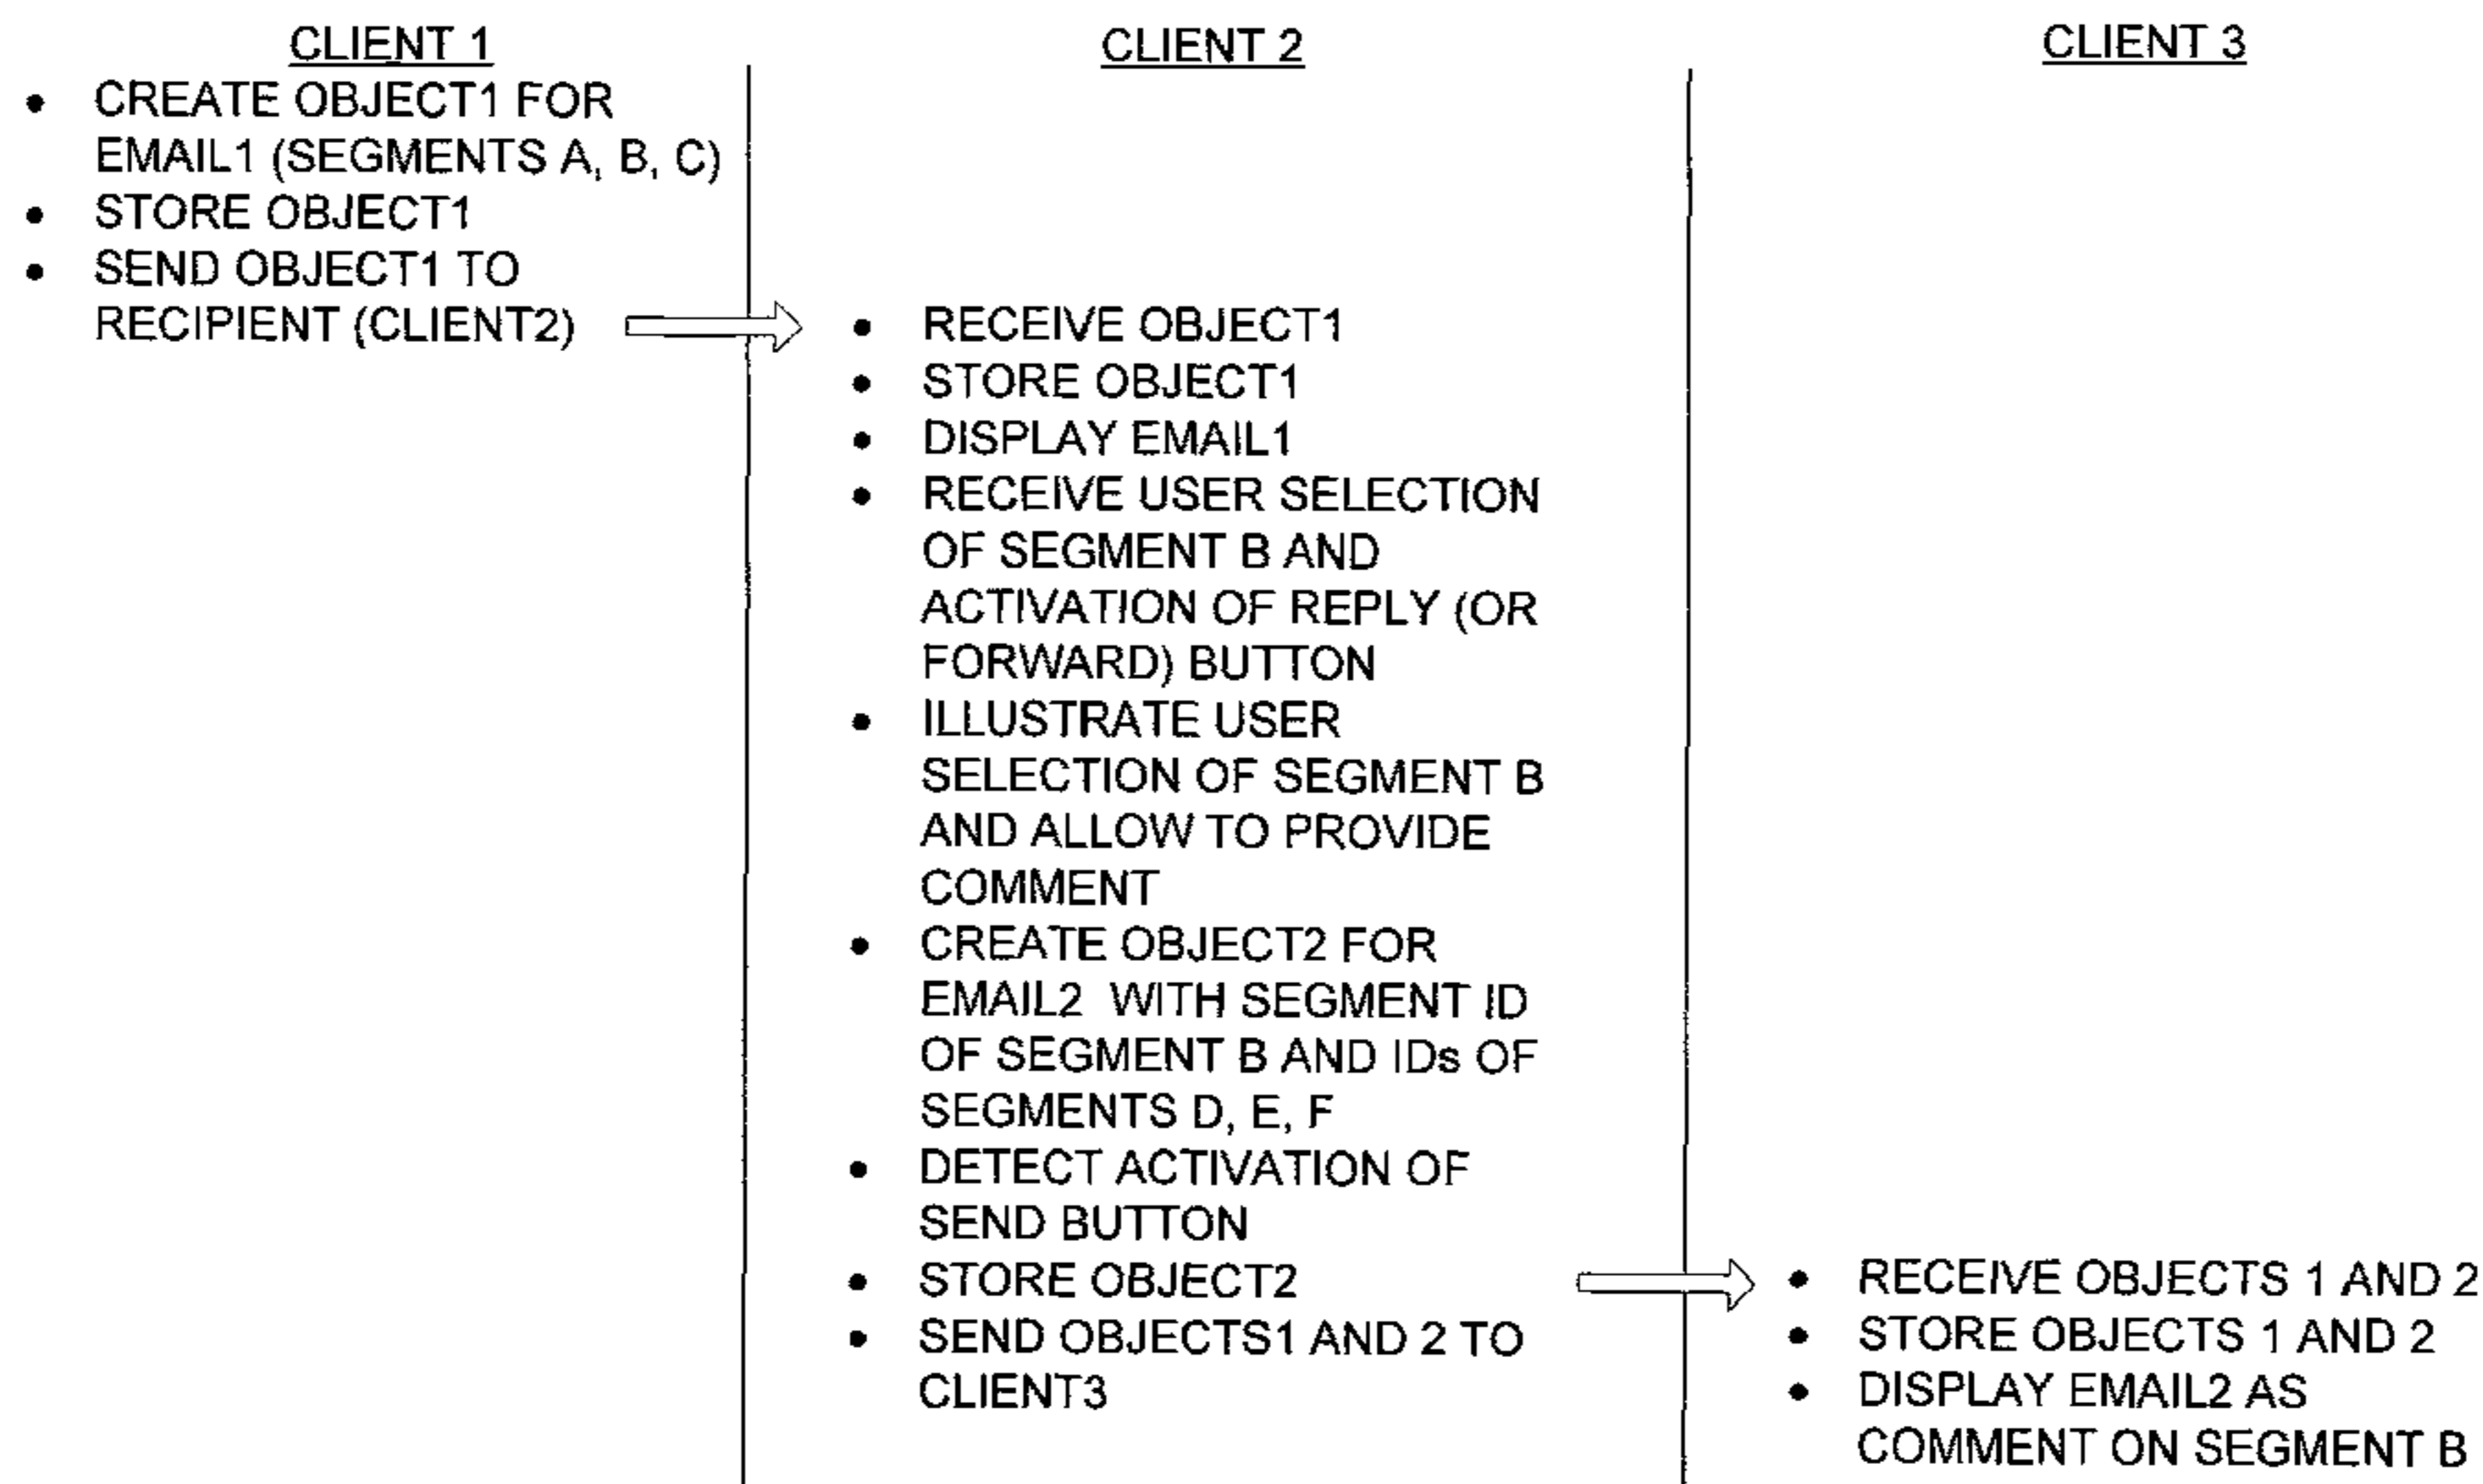 CLIENT 1
• CREATE OBJECT1 FOR
EMAIL1 (SEGMENTS A, B, C)
• STORE OBJECT1
• SEND OBJECT1 TO
RECIPIENT (CLIENT2)
CLIENT 2
• RECEIVE OBJECT1
• STORE OBJECT1
• DISPLAY EMAIL1
• RECEIVE USER SELECTION
OF SEGMENT B AND
ACTIVATION OF REPLY (OR
FORWARD) BUTTON
• ILLUSTRATE USER
SELECTION OF SEGMENT B
AND ALLOW TO PROVIDE
COMMENT
• CREATE OBJECT2 FOR
EMAIL2 WITH SEGMENT ID
OF SEGMENT B AND IDs OF
SEGMENTS D, E, F
• DETECT ACTIVATION OF
SEND BUTTON
• STORE OBJECT2
• SEND OBJECTS1 AND 2 TO
CLIENT3
CLIENT 3
• RECEIVE OBJECTS 1 AND 2
• STORE OBJECTS 1 AND 2
• DISPLAY EMAIL2 AS
COMMENT ON SEGMENT B